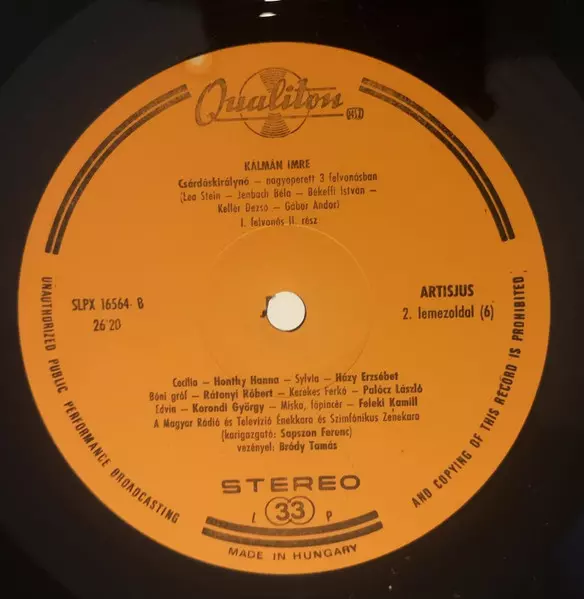 Qualiton
KÁLMÁN IMRE
Csárdáskirálynő – nagyoperett 3 felvonásban
(Leo Stein – Jenbach Béla – Békeffi István –
Kellér Dezső – Gábor Andor)
I. felvonás II. rész
SLPX 16564 B
26'20
ARTISJUS
2. lemezoldal (6)
Cecilia – Honthy Hanna – Sylvia – Házy Erzsébet
Bóni gróf – Rátonyi Róbert – Kerekes Ferkó – Palócz László
Edvin – Korondi György – Miska, főpincér – Feleki Kamill
A Magyar Rádió és Televízió Énekkara és Szimfónikus Zenekara
(karigazgató: Sapszon Ferenc)
vezényel: Bródy Tamás
STEREO
L 33 P
MADE IN HUNGARY
UNAUTHORIZED PUBLIC PERFORMANCE BROADCASTING
AND COPYING OF THIS RECORD IS PROHIBITED